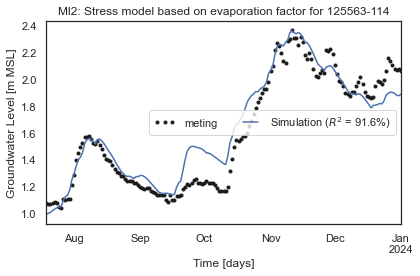 MI2: Stress model based on evaporation factor for 125563-114
Groundwater Level [m MSL]
2.4
2.2
2.0
1.8
1.6
1.4
1.2
1.0
meting
Simulation (R² = 91.6%)
Aug
Sep
Oct
Nov
Dec
Jan
2024
Time [days]